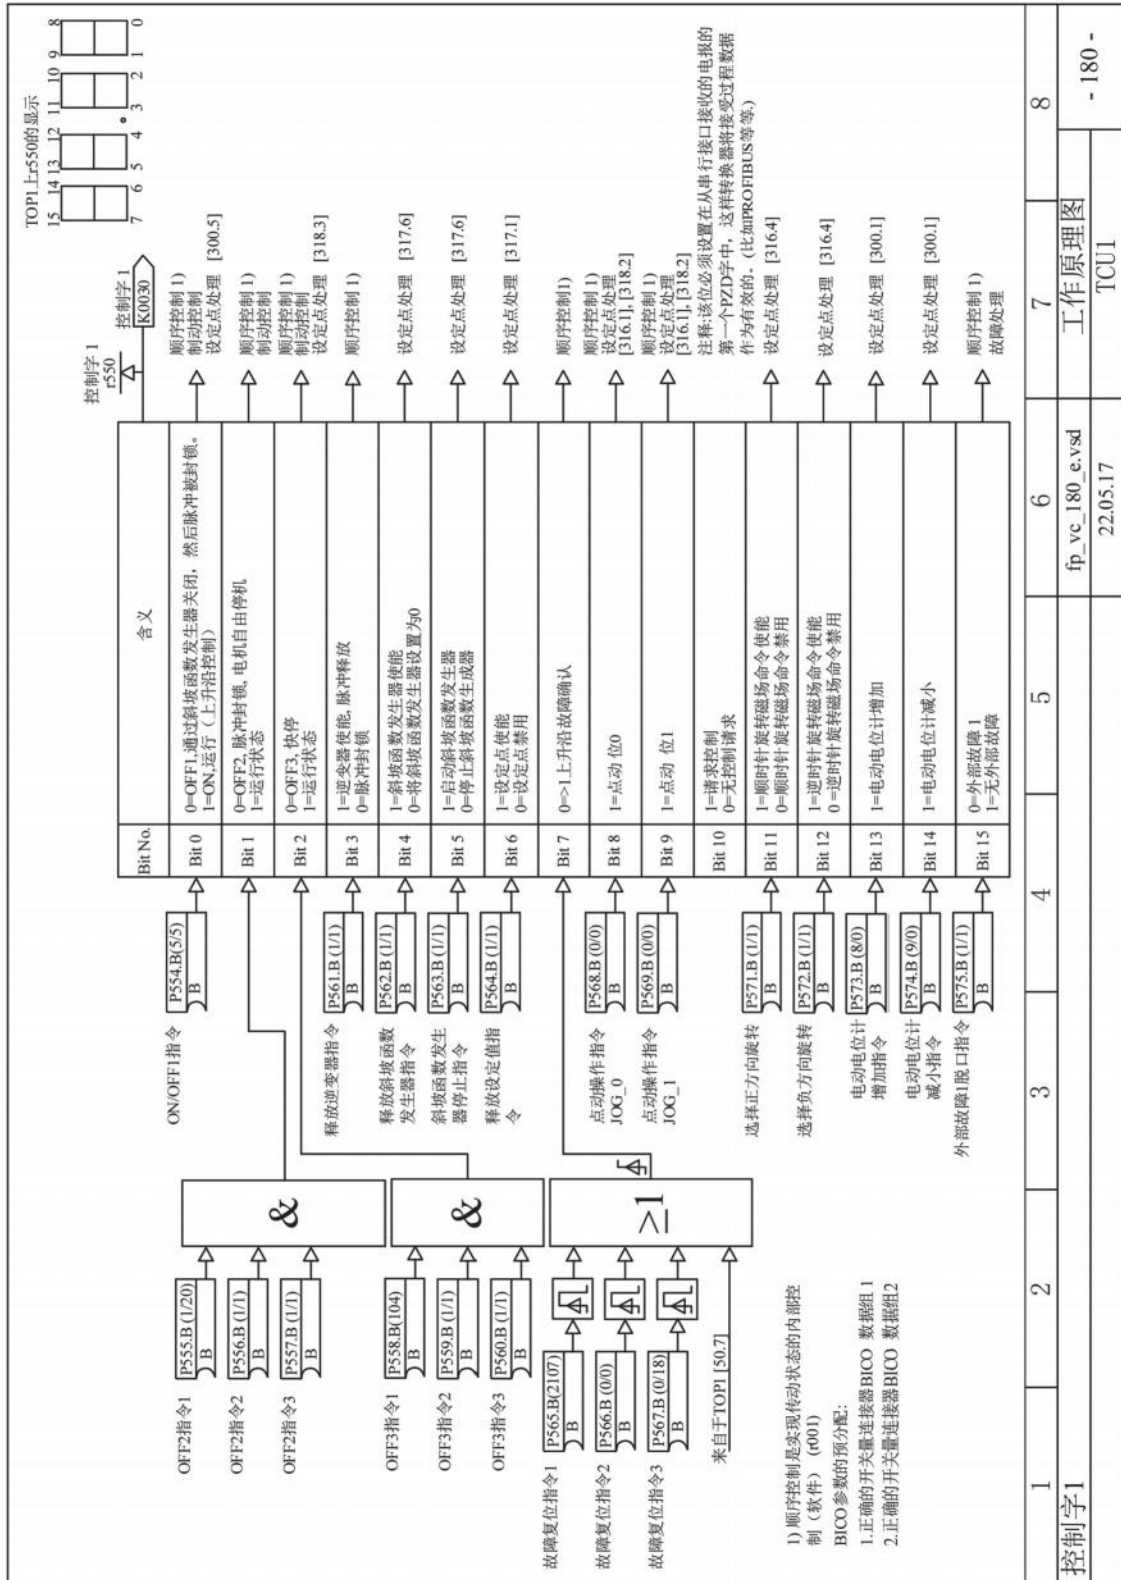 TOP1上r550的显示
15 14 13 12 11 10 9 8
7 6 5 4 3 2 1 0
控制字 1
r550
控制字 1
K0030
Bit No.
含义
ON/OFF1指令
P554.B(5/5)
B
Bit 0
0=OFF1,通过斜坡函数发生器关闭，然后脉冲被封锁。
1=ON,运行（上升沿控制）
顺序控制 1)
制动控制
设定点处理 [300.5]
OFF2指令1
P555.B (1/20)
B
OFF2指令2
P556.B (1/1)
B
OFF2指令3
P557.B (1/1)
B
&
Bit 1
0=OFF2, 脉冲封锁, 电机自由停机
1=运行状态
顺序控制 1)
制动控制
OFF3指令1
P558.B(104)
B
OFF3指令2
P559.B (1/1)
B
OFF3指令3
P560.B (1/1)
B
&
Bit 2
0=OFF3, 快停
1=运行状态
顺序控制 1)
制动控制
设定点处理 [318.3]
释放逆变器指令
P561.B (1/1)
B
Bit 3
1=逆变器使能, 脉冲释放
0=脉冲封锁
顺序控制 1)
释放斜坡函数
发生器指令
P562.B (1/1)
B
Bit 4
1=斜坡函数发生器使能
0=将斜坡函数发生器设置为0
设定点处理 [317.6]
斜坡函数发生
器停止指令
P563.B (1/1)
B
Bit 5
1=启动斜坡函数发生器
0=停止斜坡函数生成器
设定点处理 [317.6]
释放设定值指
令
P564.B (1/1)
B
Bit 6
1=设定点使能
0=设定点禁用
设定点处理 [317.1]
故障复位指令1
P565.B(2107)
B
故障复位指令2
P566.B (0/0)
B
故障复位指令3
P567.B (0/18)
B
来自于TOP1 [50.7]
≥1
Bit 7
0=>1上升沿故障确认
顺序控制1)
点动操作指令
JOG_0
P568.B (0/0)
B
Bit 8
1=点动 位0
顺序控制 1)
设定点处理
[316.1], [318.2]
点动操作指令
JOG_1
P569.B (0/0)
B
Bit 9
1=点动 位1
顺序控制 1)
设定点处理
[316.1], [318.2]
Bit 10
1=请求控制
0=无控制请求
注释:该位必须设置在从串行接口接收的电报的
第一个PZD字中，这样转换器将接受过程数据
作为有效的。(比如PROFIBUS等等.)
选择正方向旋转
P571.B (1/1)
B
Bit 11
1=顺时针旋转磁场命令使能
0=顺时针旋转磁场命令禁用
设定点处理 [316.4]
选择负方向旋转
P572.B (1/1)
B
Bit 12
1=逆时针旋转磁场命令使能
0 =逆时针旋转磁场命令禁用
设定点处理 [316.4]
电动电位计
增加指令
P573.B (8/0)
B
Bit 13
1=电动电位计增加
设定点处理 [300.1]
电动电位计
减小指令
P574.B (9/0)
B
Bit 14
1=电动电位计减小
设定点处理 [300.1]
外部故障1脱口指令
P575.B (1/1)
B
Bit 15
0=外部故障 1
1=无外部故障
顺序控制 1)
故障处理
1) 顺序控制是实现传动状态的内部控
制（软件） (r001)
BICO 参数的预分配:
1.正确的开关量连接器BICO 数据组 1
2.正确的开关量连接器BICO 数据组2
1 2 3 4 5 6 7 8
控制字1
fp_vc_180_e.vsd
22.05.17
工作原理图
TCU1
- 180 -